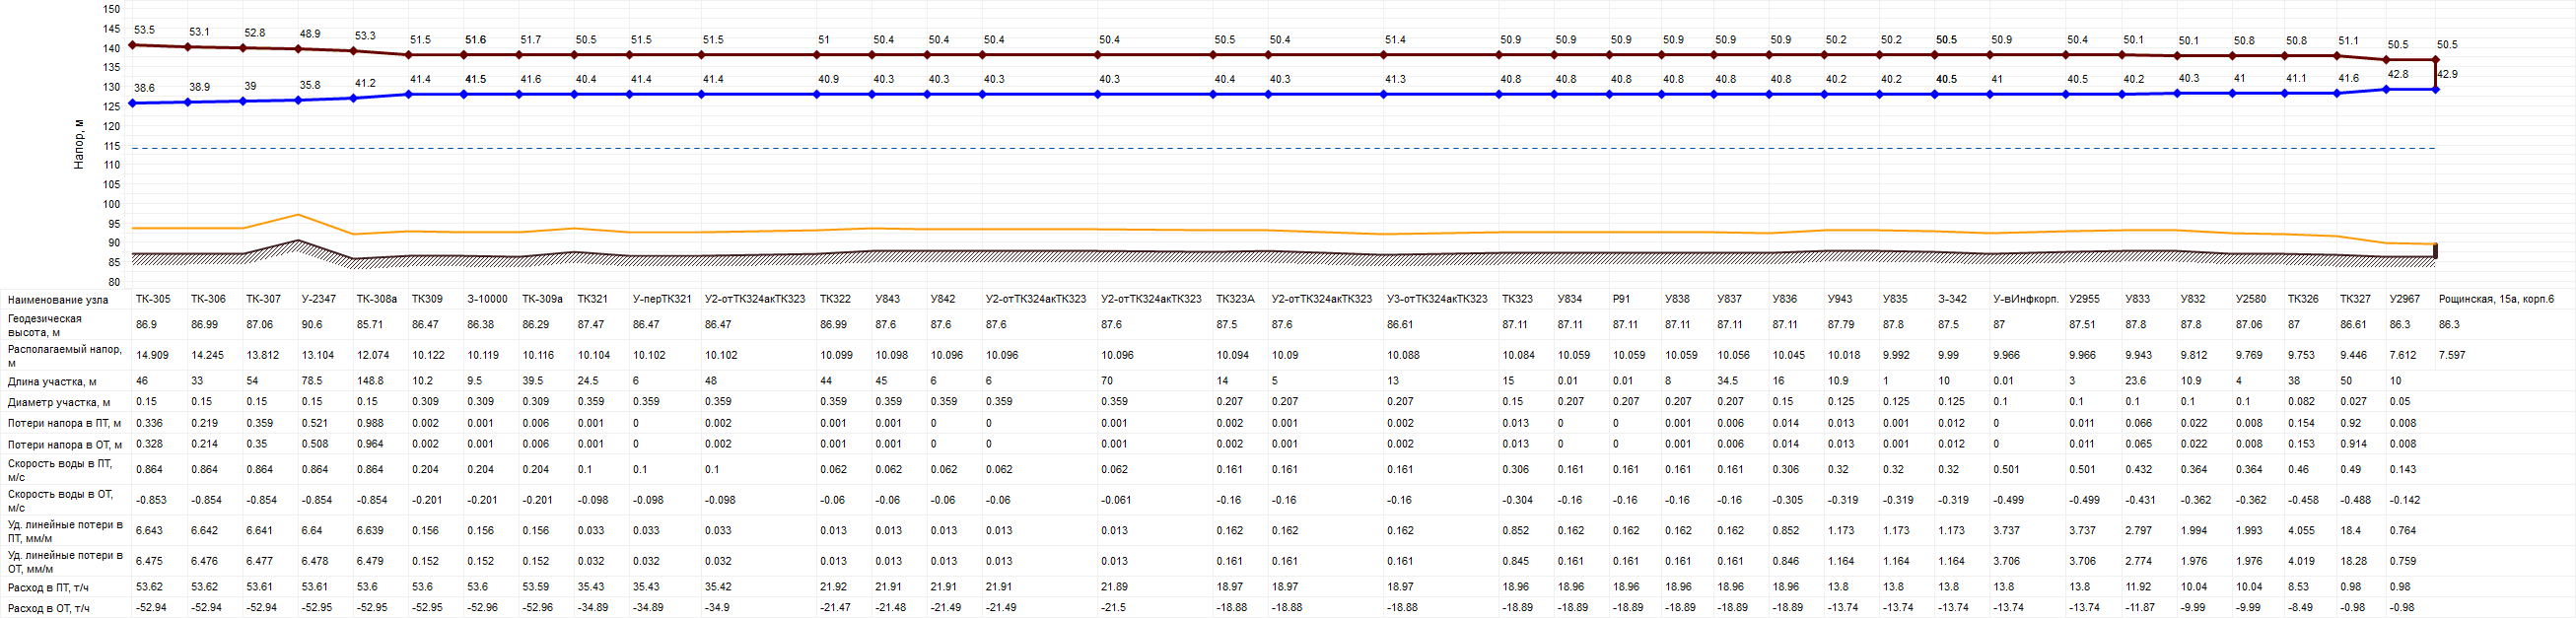 150
145
140
135
130
125
120
115
110
105
100
95
90
85
80
Напор, м
53.5 53.1 52.8 48.9 53.3 51.5 51.6 51.7 50.5 51.5 51.5 51 50.4 50.4 50.4 50.4 50.5 50.4 51.4 50.9 50.9 50.9 50.9 50.9 50.9 50.2 50.2 50.5 50.9 50.4 50.1 50.1 50.8 50.8 51.1 50.5 50.5
38.6 38.9 39 35.8 41.2 41.4 41.5 41.6 40.4 41.4 41.4 40.9 40.3 40.3 40.3 40.3 40.4 40.3 41.3 40.8 40.8 40.8 40.8 40.8 40.8 40.2 40.2 40.5 41 40.5 40.2 40.3 41 41.1 41.6 42.8 42.9
Наименование узла ТК-305 ТК-306 ТК-307 У-2347 ТК-308а ТК309 З-10000 ТК-309а ТК321 У-перТК321 У2-отТК324акТК323 ТК322 У843 У842 У2-отТК324акТК323 У2-отТК324акТК323 ТК323А У2-отТК324акТК323 У3-отТК324акТК323 ТК323 У834 Р91 У838 У837 У836 У943 У835 З-342 У-вИнфкорп. У2955 У833 У832 У2580 ТК326 ТК327 У2967 Рощинская, 15а, корп.6
Геодезическая
высота, м 86.9 86.99 87.06 90.6 85.71 86.47 86.38 86.29 87.47 86.47 86.47 86.99 87.6 87.6 87.6 87.6 87.5 87.6 86.61 87.11 87.11 87.11 87.11 87.11 87.11 87.79 87.8 87.5 87 87.51 87.8 87.8 87.06 87 86.61 86.3 86.3
Располагаемый напор,
м 14.909 14.245 13.812 13.104 12.074 10.122 10.119 10.116 10.104 10.102 10.102 10.099 10.098 10.096 10.096 10.096 10.094 10.09 10.088 10.084 10.059 10.059 10.059 10.056 10.045 10.018 9.992 9.99 9.966 9.966 9.943 9.812 9.769 9.753 9.446 7.612 7.597
Длина участка, м 46 33 54 78.5 148.8 10.2 9.5 39.5 24.5 6 48 44 45 6 6 70 14 5 13 15 0.01 0.01 8 34.5 16 10.9 1 10 0.01 3 23.6 10.9 4 38 50 10
Диаметр участка, м 0.15 0.15 0.15 0.15 0.15 0.309 0.309 0.309 0.359 0.359 0.359 0.359 0.359 0.359 0.359 0.359 0.207 0.207 0.207 0.15 0.207 0.207 0.207 0.207 0.15 0.125 0.125 0.125 0.1 0.1 0.1 0.1 0.1 0.082 0.027 0.05
Потери напора в ПТ, м 0.336 0.219 0.359 0.521 0.988 0.002 0.001 0.006 0.001 0 0.002 0.001 0.001 0 0 0.001 0.002 0.001 0.002 0.013 0 0 0.001 0.006 0.014 0.013 0.001 0.012 0 0.011 0.066 0.022 0.008 0.154 0.92 0.008
Потери напора в ОТ, м 0.328 0.214 0.35 0.508 0.964 0.002 0.001 0.006 0.001 0 0.002 0.001 0.001 0 0 0.001 0.002 0.001 0.002 0.013 0 0 0.001 0.006 0.014 0.013 0.001 0.012 0 0.011 0.065 0.022 0.008 0.153 0.914 0.008
Скорость воды в ПТ,
м/с 0.864 0.864 0.864 0.864 0.864 0.204 0.204 0.204 0.1 0.1 0.1 0.062 0.062 0.062 0.062 0.062 0.161 0.161 0.161 0.306 0.161 0.161 0.161 0.161 0.306 0.32 0.32 0.32 0.501 0.501 0.432 0.364 0.364 0.46 0.49 0.143
Скорость воды в ОТ,
м/с -0.853 -0.854 -0.854 -0.854 -0.854 -0.201 -0.201 -0.201 -0.098 -0.098 -0.098 -0.06 -0.06 -0.06 -0.06 -0.061 -0.16 -0.16 -0.16 -0.304 -0.16 -0.16 -0.16 -0.16 -0.305 -0.319 -0.319 -0.319 -0.499 -0.499 -0.431 -0.362 -0.362 -0.458 -0.488 -0.142
Уд. линейные потери в
ПТ, мм/м 6.643 6.642 6.641 6.64 6.639 0.156 0.156 0.156 0.033 0.033 0.033 0.013 0.013 0.013 0.013 0.013 0.162 0.162 0.162 0.852 0.162 0.162 0.162 0.162 0.852 1.173 1.173 1.173 3.737 3.737 2.797 1.994 1.993 4.055 18.4 0.764
Уд. линейные потери в
ОТ, мм/м 6.475 6.476 6.477 6.478 6.479 0.152 0.152 0.152 0.032 0.032 0.032 0.013 0.013 0.013 0.013 0.013 0.161 0.161 0.161 0.845 0.161 0.161 0.161 0.161 0.846 1.164 1.164 1.164 3.706 3.706 2.774 1.976 1.976 4.019 18.28 0.759
Расход в ПТ, т/ч 53.62 53.62 53.61 53.61 53.6 53.6 53.6 53.59 35.43 35.43 35.42 21.92 21.91 21.91 21.91 21.89 18.97 18.97 18.97 18.96 18.96 18.96 18.96 18.96 18.96 13.8 13.8 13.8 13.8 13.8 11.92 10.04 10.04 8.53 0.98 0.98
Расход в ОТ, т/ч -52.94 -52.94 -52.94 -52.95 -52.95 -52.95 -52.96 -52.96 -34.89 -34.89 -34.9 -21.47 -21.48 -21.49 -21.49 -21.5 -18.88 -18.88 -18.88 -18.89 -18.89 -18.89 -18.89 -18.89 -18.89 -13.74 -13.74 -13.74 -13.74 -13.74 -11.87 -9.99 -9.99 -8.49 -0.98 -0.98